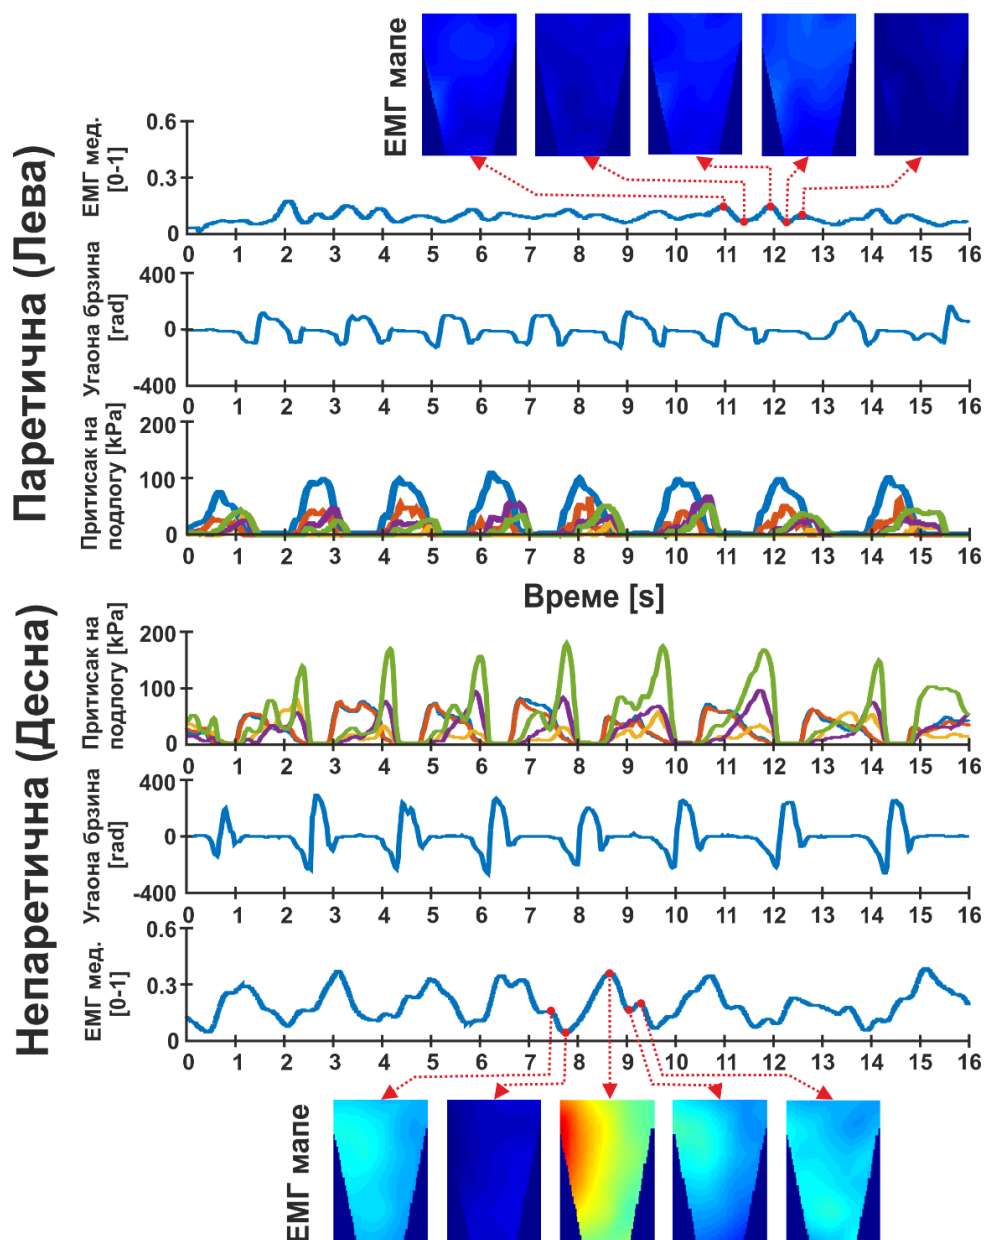 ЕМГ мапе
Паретична (Лева)
ЕМГ мед.
[0-1]
0.6
0.3
0
0 1 2 3 4 5 6 7 8 9 10 11 12 13 14 15 16
Угаона брзина
[rad]
400
0
-400
0 1 2 3 4 5 6 7 8 9 10 11 12 13 14 15 16
Притисак на
подлогу [kPa]
200
100
0
0 1 2 3 4 5 6 7 8 9 10 11 12 13 14 15 16
Време [s]
Непаретична (Десна)
Притисак на
подлогу [kPa]
200
100
0
0 1 2 3 4 5 6 7 8 9 10 11 12 13 14 15 16
Угаона брзина
[rad]
400
0
-400
0 1 2 3 4 5 6 7 8 9 10 11 12 13 14 15 16
ЕМГ мед.
[0-1]
0.6
0.3
0
0 1 2 3 4 5 6 7 8 9 10 11 12 13 14 15 16
ЕМГ мапе